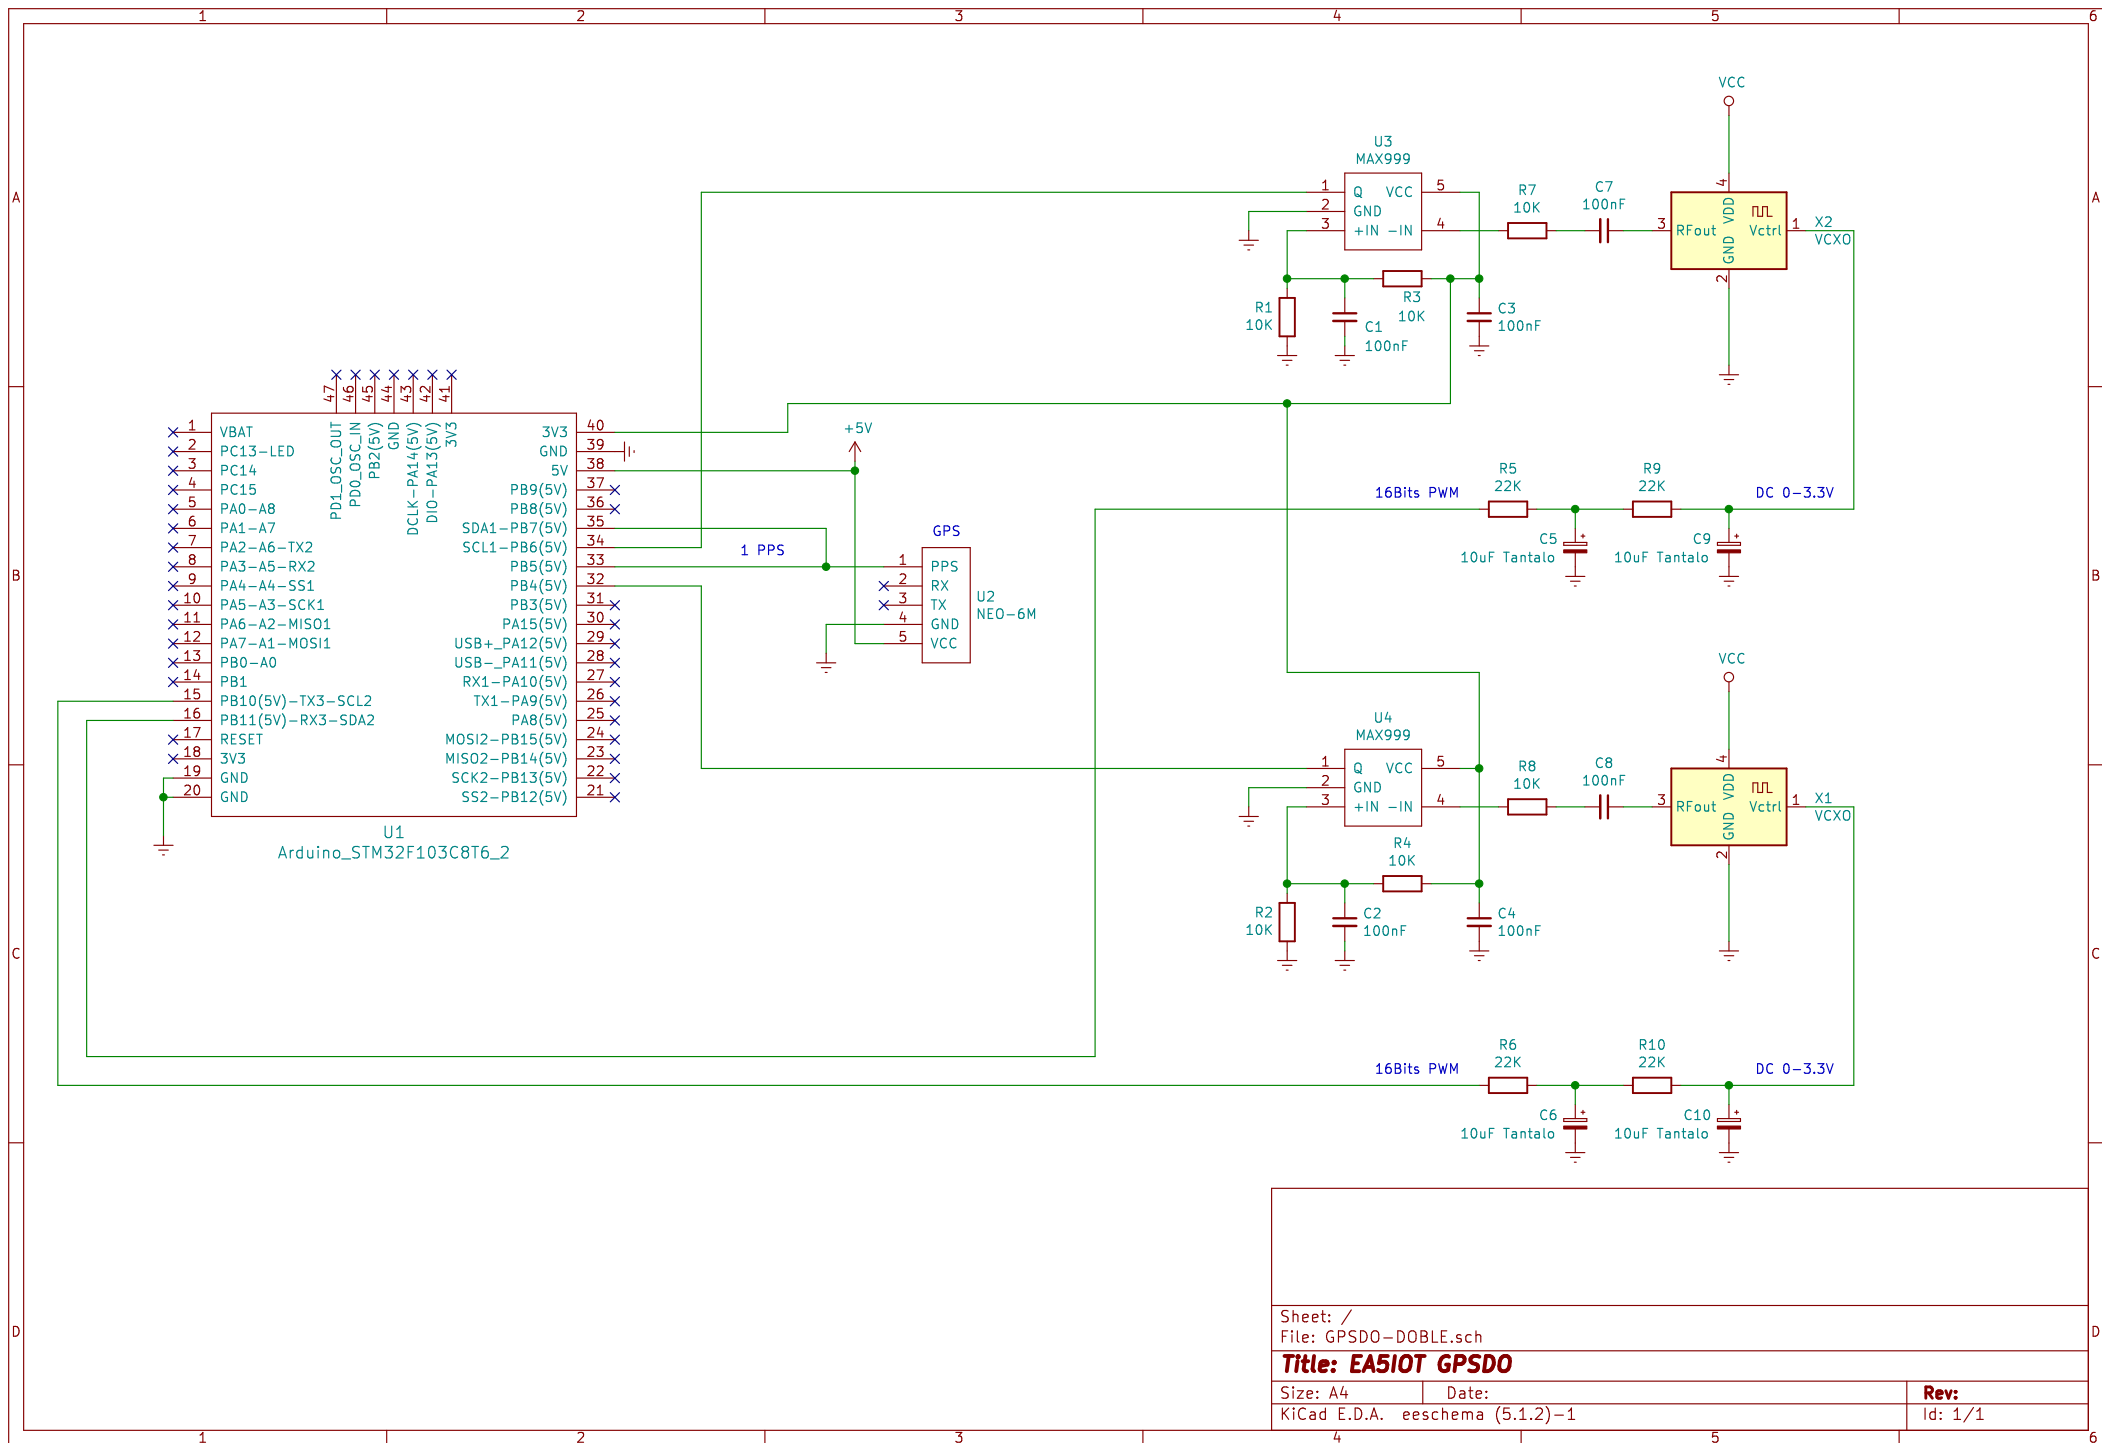 1 2 3 4 5 6
A
B
C
D
A
B
C
D
1 2 3 4 5 6
47 46 45 44 43 42 41
PD1_OSC_OUT
PD0_OSC_IN
PB2(5V)
GND
DCLK-PA14(5V)
DIO-PA13(5V)
3V3
1 VBAT
2 PC13-LED
3 PC14
4 PC15
5 PA0-A8
6 PA1-A7
7 PA2-A6-TX2
8 PA3-A5-RX2
9 PA4-A4-SS1
10 PA5-A3-SCK1
11 PA6-A2-MISO1
12 PA7-A1-MOSI1
13 PB0-A0
14 PB1
15 PB10(5V)-TX3-SCL2
16 PB11(5V)-RX3-SDA2
17 RESET
18 3V3
19 GND
20 GND
3V3 40
GND 39
5V 38
PB9(5V) 37
PB8(5V) 36
SDA1-PB7(5V) 35
SCL1-PB6(5V) 34
PB5(5V) 33
PB4(5V) 32
PB3(5V) 31
PA15(5V) 30
USB+_PA12(5V) 29
USB-_PA11(5V) 28
RX1-PA10(5V) 27
TX1-PA9(5V) 26
PA8(5V) 25
MOSI2-PB15(5V) 24
MISO2-PB14(5V) 23
SCK2-PB13(5V) 22
SS2-PB12(5V) 21
U1
Arduino_STM32F103C8T6_2
+5V
1 PPS
GPS
1 PPS
2 RX
3 TX
4 GND
5 VCC
U2
NEO-6M
U3
MAX999
1 Q VCC 5
2 GND
3 +IN -IN 4
R7
10K
C7
100nF
VCC
4
VDD
3 RFout Vctrl 1
GND
2
X2
VCXO
R1
10K
C1
100nF
R3
10K
C3
100nF
16Bits PWM
R5
22K
R9
22K
DC 0-3.3V
C5
10uF Tantalo
+
C9
10uF Tantalo
+
U4
MAX999
1 Q VCC 5
2 GND
3 +IN -IN 4
R8
10K
C8
100nF
VCC
4
VDD
3 RFout Vctrl 1
GND
2
X1
VCXO
R4
10K
R2
10K
C2
100nF
C4
100nF
16Bits PWM
R6
22K
R10
22K
DC 0-3.3V
C6
10uF Tantalo
+
C10
10uF Tantalo
+
Sheet: /
File: GPSDO-DOBLE.sch
Title: EA5IOT GPSDO
Size: A4 Date: Rev:
KiCad E.D.A. eeschema (5.1.2)-1 Id: 1/1